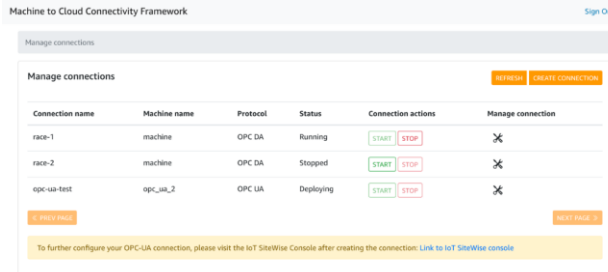 Machine to Cloud Connectivity Framework
Sign O
Manage connections
Manage connections
REFRESH CREATE CONNECTION
Connection name Machine name Protocol Status Connection actions Manage connection
race-1 machine OPC DA Running START STOP
race-2 machine OPC DA Stopped START STOP
opc-ua-test opc_ua_2 OPC UA Deploying START STOP
< PREV PAGE NEXT PAGE >
To further configure your OPC-UA connection, please visit the IoT SiteWise Console after creating the connection: Link to IoT SiteWise console